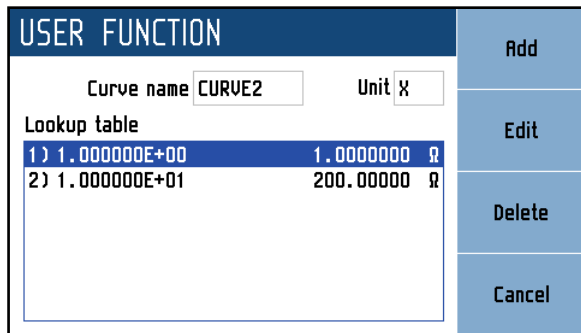 USER FUNCTION
Curve name CURVE2 Unit X
Lookup table
1) 1.000000E+00 1.0000000 Ω
2) 1.000000E+01 200.00000 Ω
Add
Edit
Delete
Cancel